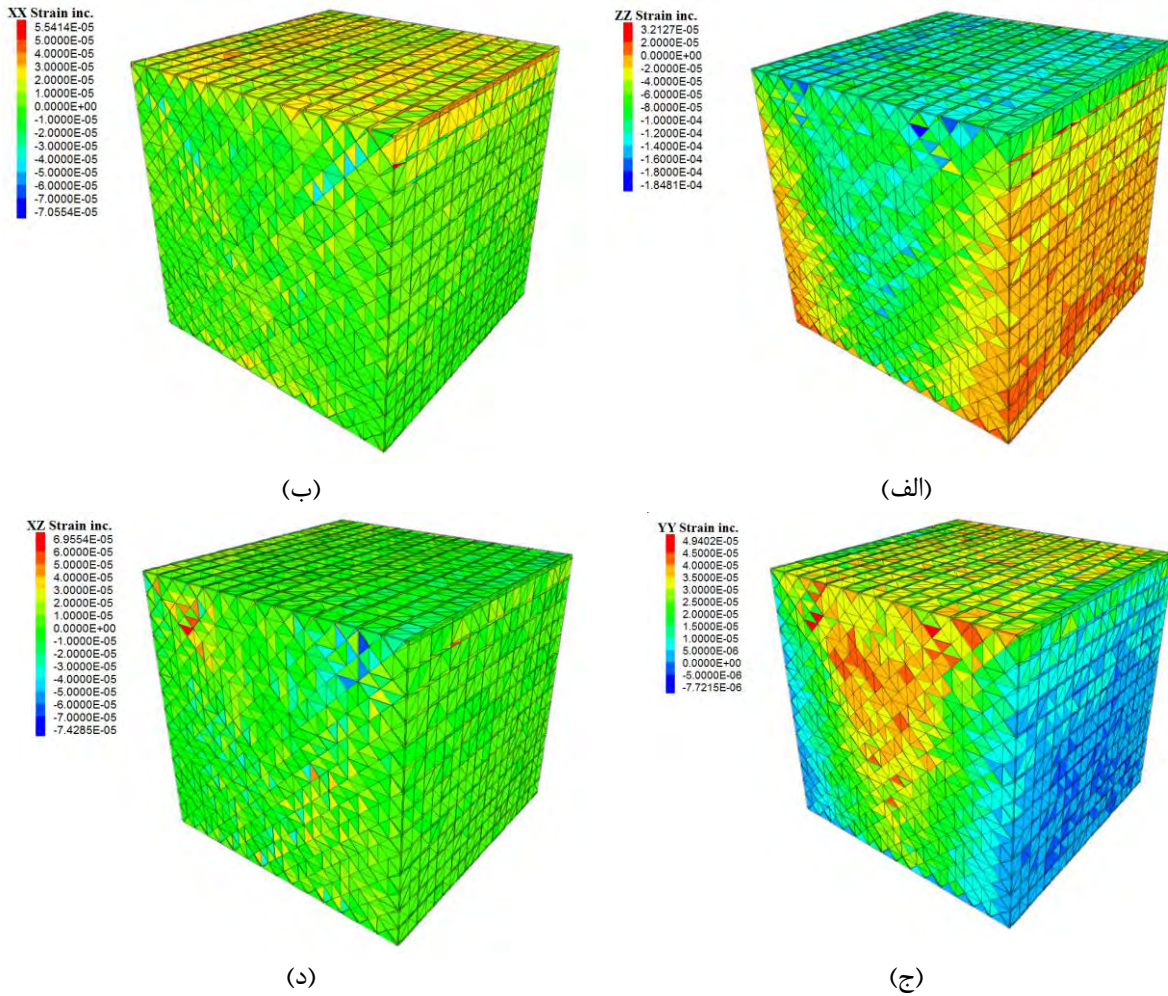 XX Strain inc.
5.5414E-05
5.0000E-05
4.0000E-05
3.0000E-05
2.0000E-05
1.0000E-05
0.0000E+00
-1.0000E-05
-2.0000E-05
-3.0000E-05
-4.0000E-05
-5.0000E-05
-6.0000E-05
-7.0000E-05
-7.0554E-05
ZZ Strain inc.
3.2127E-05
2.0000E-05
0.0000E+00
-2.0000E-05
-4.0000E-05
-6.0000E-05
-8.0000E-05
-1.0000E-04
-1.2000E-04
-1.4000E-04
-1.6000E-04
-1.8000E-04
-1.8481E-04
(ب)
(الف)
XZ Strain inc.
6.9554E-05
6.0000E-05
5.0000E-05
4.0000E-05
3.0000E-05
2.0000E-05
1.0000E-05
0.0000E+00
-1.0000E-05
-2.0000E-05
-3.0000E-05
-4.0000E-05
-5.0000E-05
-6.0000E-05
-7.0000E-05
-7.4285E-05
YY Strain inc.
4.9402E-05
4.5000E-05
4.0000E-05
3.5000E-05
3.0000E-05
2.5000E-05
2.0000E-05
1.5000E-05
1.0000E-05
5.0000E-06
0.0000E+00
-5.0000E-06
-7.7215E-06
(د)
(ج)